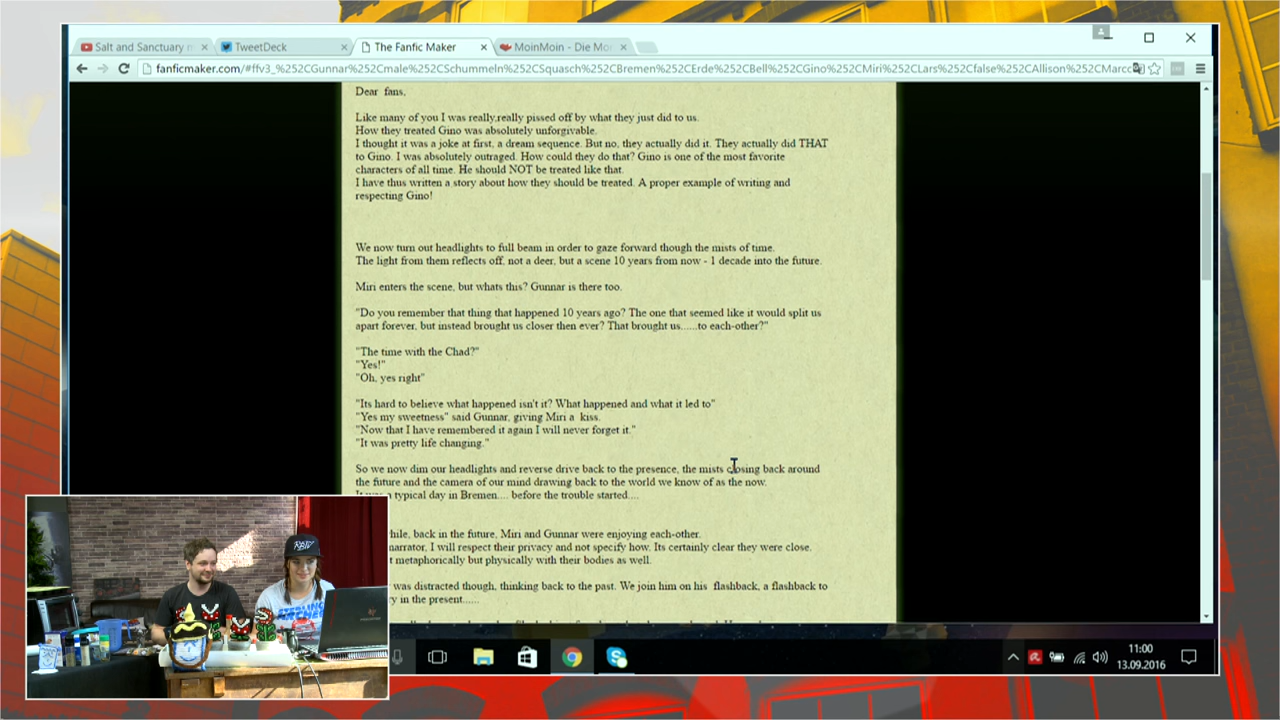 Salt and Sanctuary
TweetDeck
The Fanfic Maker
MoinMoin - Die Mo
fanficmaker.com/#ffv3_%252CGunnar%252Cmale%252CSchummeln%252CSquasch%252CBremen%252CErde%252CBell%252CGino%252CMiri%252CLars%252Cfalse%252CAllison%252CMarcc
Dear fans,
Like many of you I was really,really pissed off by what they just did to us.
How they treated Gino was absolutely unforgivable.
I thought it was a joke at first, a dream sequence. But no, they actually did it. They actually did THAT
to Gino. I was absolutely outraged. How could they do that? Gino is one of the most favorite
characters of all time. He should NOT be treated like that.
I have thus written a story about how they should be treated. A proper example of writing and
respecting Gino!
We now turn out headlights to full beam in order to gaze forward though the mists of time.
The light from them reflects off, not a deer, but a scene 10 years from now - 1 decade into the future.
Miri enters the scene, but whats this? Gunnar is there too.
"Do you remember that thing that happened 10 years ago? The one that seemed like it would split us
apart forever, but instead brought us closer then ever? That brought us......to each-other?"
"The time with the Chad?"
"Yes!"
"Oh, yes right"
"Its hard to believe what happened isn't it? What happened and what it led to"
"Yes my sweetness" said Gunnar, giving Miri a kiss.
"Now that I have remembered it again I will never forget it."
"It was pretty life changing."
So we now dim our headlights and reverse drive back to the presence, the mists closing back around
the future and the camera of our mind drawing back to the world we know of as the now.
typical day in Bremen.... before the trouble started....
hile, back in the future, Miri and Gunnar were enjoying each-other.
narrator, I will respect their privacy and not specify how. Its certainly clear they were close.
t metaphorically but physically with their bodies as well.
was distracted though, thinking back to the past. We join him on his flashback, a flashback to
y in the present......
11:00
13.09.2016